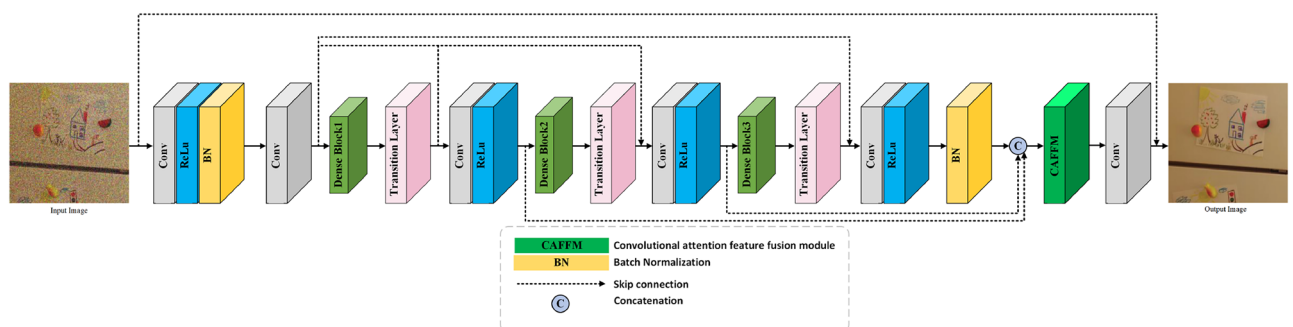 Conv
ReLu
BN
Conv
Dense Block1
Transition Layer
Conv
ReLu
Dense Block2
Transition Layer
Conv
ReLu
Dense Block3
Transition Layer
Conv
ReLu
BN
C
CAFFM
Conv
Input Image
Output Image
CAFFM Convolutional attention feature fusion module
BN Batch Normalization
Skip connection
C Concatenation